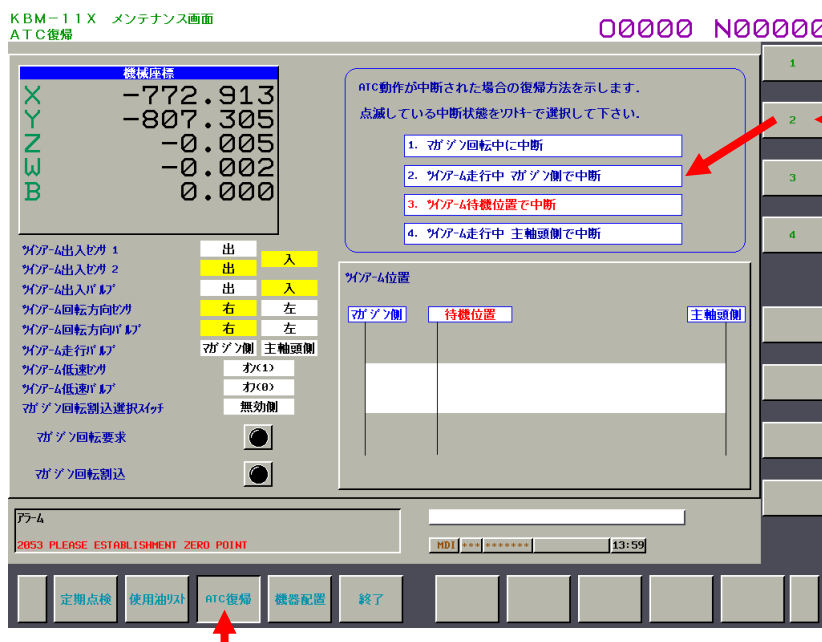 KBM-11X メンテナンス画面
ATC復帰
O0000 N00000
機械座標
X -772.913
Y -807.305
Z -0.005
W -0.002
B 0.000
ATC動作が中断された場合の復帰方法を示します.
点滅している中断状態をソフトキーで選択して下さい.
1. マガジン回転中に中断
2. ツインアーム走行中 マガジン側で中断
3. ツインアーム待機位置で中断
4. ツインアーム走行中 主軸頭側で中断
1
2
3
4
ツインアーム出入センサ 1 出 入
ツインアーム出入センサ 2 出
ツインアーム出入バルブ 出 入
ツインアーム回転方向センサ 右 左
ツインアーム回転方向バルブ 右 左
ツインアーム走行バルブ マガジン側 主軸頭側
ツインアーム低速センサ オン(1)
ツインアーム低速バルブ オフ(0)
マガジン回転割込選択スイッチ 無効側
マガジン回転要求
マガジン回転割込
ツインアーム位置
マガジン側 待機位置 主軸頭側
アラーム
2053 PLEASE ESTABLISHMENT ZERO POINT
MDI *** ******* 13:59
定期点検 使用油リスト ATC復帰 機器配置 終了